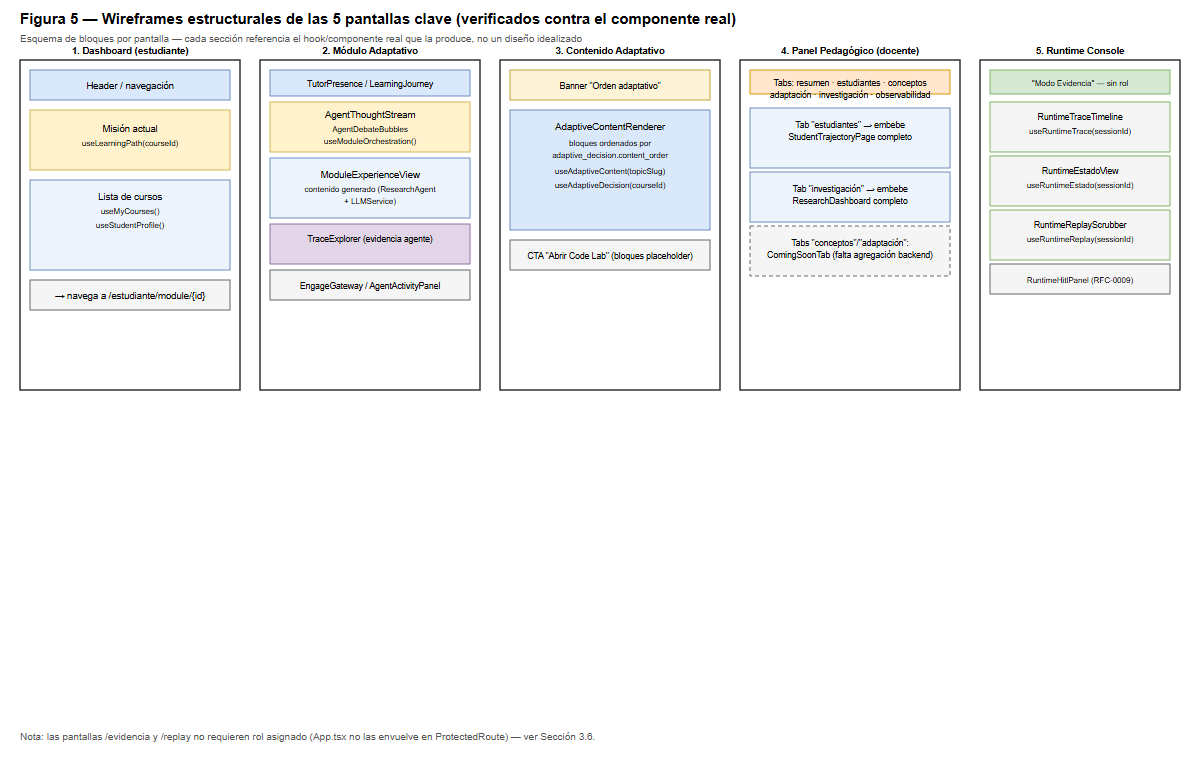 Figura 5 — Wireframes estructurales de las 5 pantallas clave (verificados contra el componente real)
Esquema de bloques por pantalla — cada sección referencia el hook/componente real que la produce, no un diseño idealizado
1. Dashboard (estudiante)
Header / navegación
Misión actual
useLearningPath(courseId)
Lista de cursos
useMyCourses()
useStudentProfile()
→ navega a /estudiante/module/{id}
2. Módulo Adaptativo
TutorPresence / LearningJourney
AgentThoughtStream
AgentDebateBubbles
useModuleOrchestration()
ModuleExperienceView
contenido generado (ResearchAgent
+ LLMService)
TraceExplorer (evidencia agente)
EngageGateway / AgentActivityPanel
3. Contenido Adaptativo
Banner "Orden adaptativo"
AdaptiveContentRenderer
bloques ordenados por
adaptive_decision.content_order
useAdaptiveContent(topicSlug)
useAdaptiveDecision(courseId)
CTA "Abrir Code Lab" (bloques placeholder)
4. Panel Pedagógico (docente)
Tabs: resumen · estudiantes · conceptos
adaptación · investigación · observabilidad
Tab "estudiantes" → embebe
StudentTrajectoryPage completo
Tab "investigación" → embebe
ResearchDashboard completo
Tabs "conceptos"/"adaptación":
ComingSoonTab (falta agregación backend)
5. Runtime Console
"Modo Evidencia" — sin rol
RuntimeTraceTimeline
useRuntimeTrace(sessionId)
RuntimeEstadoView
useRuntimeEstado(sessionId)
RuntimeReplayScrubber
useRuntimeReplay(sessionId)
RuntimeHitlPanel (RFC-0009)
Nota: las pantallas /evidencia y /replay no requieren rol asignado (App.tsx no las envuelve en ProtectedRoute) — ver Sección 3.6.